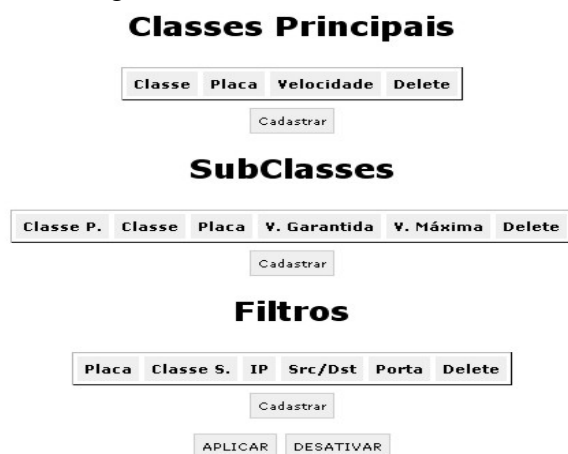 Classes Principais
Classe Placa Velocidade Delete
Cadastrar
SubClasses
Classe P. Classe Placa V. Garantida V. Máxima Delete
Cadastrar
Filtros
Placa Classe S. IP Src/Dst Porta Delete
Cadastrar
APLICAR DESATIVAR